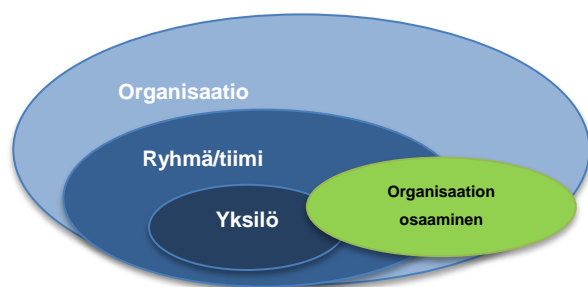 Organisaatio
Ryhmä/tiimi
Yksilö
Organisaation
osaaminen